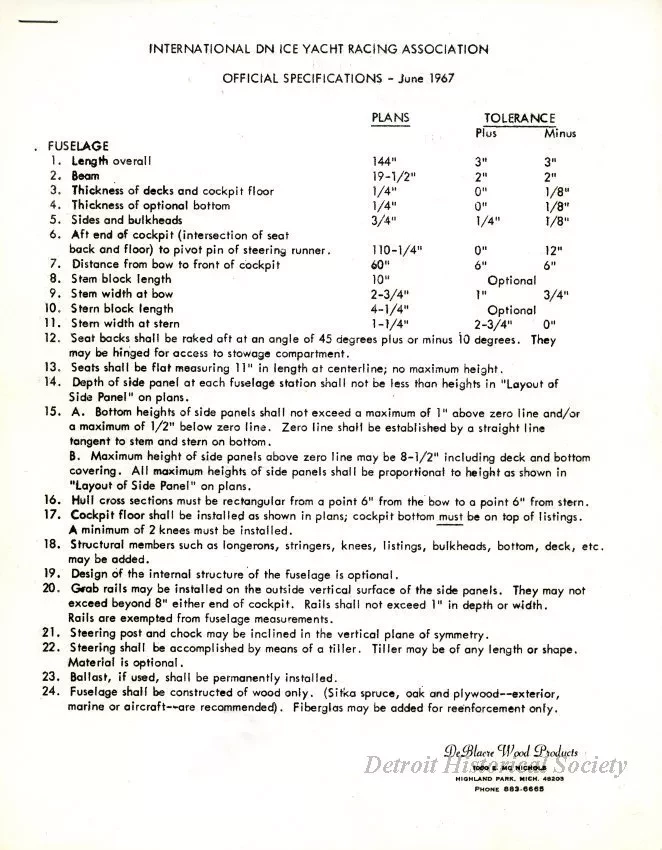 INTERNATIONAL DN ICE YACHT RACING ASSOCIATION
OFFICIAL SPECIFICATIONS - June 1967
PLANS TOLERANCE
Plus Minus
. FUSELAGE
1. Length overall 144" 3" 3"
2. Beam 19-1/2" 2" 2"
3. Thickness of decks and cockpit floor 1/4" 0" 1/8"
4. Thickness of optional bottom 1/4" 0" 1/8"
5. Sides and bulkheads 3/4" 1/4" 1/8"
6. Aft end of cockpit (intersection of seat
back and floor) to pivot pin of steering runner. 110-1/4" 0" 12"
7. Distance from bow to front of cockpit 60" 6" 6"
8. Stem block length 10" Optional
9. Stem width at bow 2-3/4" 1" 3/4"
10. Stern block length 4-1/4" Optional
11. Stern width at stern 1-1/4" 2-3/4" 0"
12. Seat backs shall be raked aft at an angle of 45 degrees plus or minus 10 degrees. They
may be hinged for access to stowage compartment.
13. Seats shall be flat measuring 11" in length at centerline; no maximum height.
14. Depth of side panel at each fuselage station shall not be less than heights in "Layout of
Side Panel" on plans.
15. A. Bottom heights of side panels shall not exceed a maximum of 1" above zero line and/or
a maximum of 1/2" below zero line. Zero line shall be established by a straight line
tangent to stem and stern on bottom.
B. Maximum height of side panels above zero line may be 8-1/2" including deck and bottom
covering. All maximum heights of side panels shall be proportional to height as shown in
"Layout of Side Panel" on plans.
16. Hull cross sections must be rectangular from a point 6" from the bow to a point 6" from stern.
17. Cockpit floor shall be installed as shown in plans; cockpit bottom must be on top of listings.
A minimum of 2 knees must be installed.
18. Structural members such as longerons, stringers, knees, listings, bulkheads, bottom, deck, etc.
may be added.
19. Design of the internal structure of the fuselage is optional.
20. Grab rails may be installed on the outside vertical surface of the side panels. They may not
exceed beyond 8" either end of cockpit. Rails shall not exceed 1" in depth or width.
Rails are exempted from fuselage measurements.
21. Steering post and chock may be inclined in the vertical plane of symmetry.
22. Steering shall be accomplished by means of a tiller. Tiller may be of any length or shape.
Material is optional.
23. Ballast, if used, shall be permanently installed.
24. Fuselage shall be constructed of wood only. (Sitka spruce, oak and plywood--exterior,
marine or aircraft--are recommended). Fiberglas may be added for reenforcement only.
DeBlaere Wood Products
Detroit Historical Society
1000 E. MC NICHOLS
HIGHLAND PARK, MICH. 48203
PHONE 883-6665